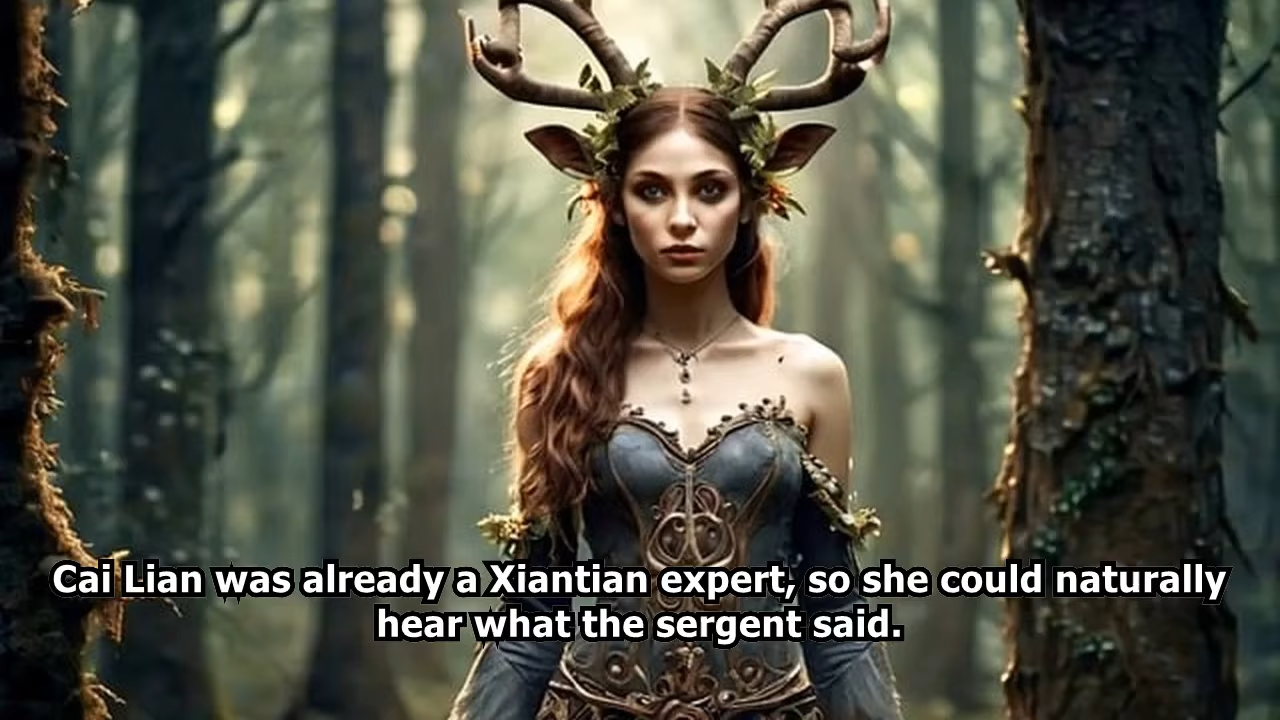 Cai Lian was already a Xiantian expert, so she could naturally
hear what the sergent said.